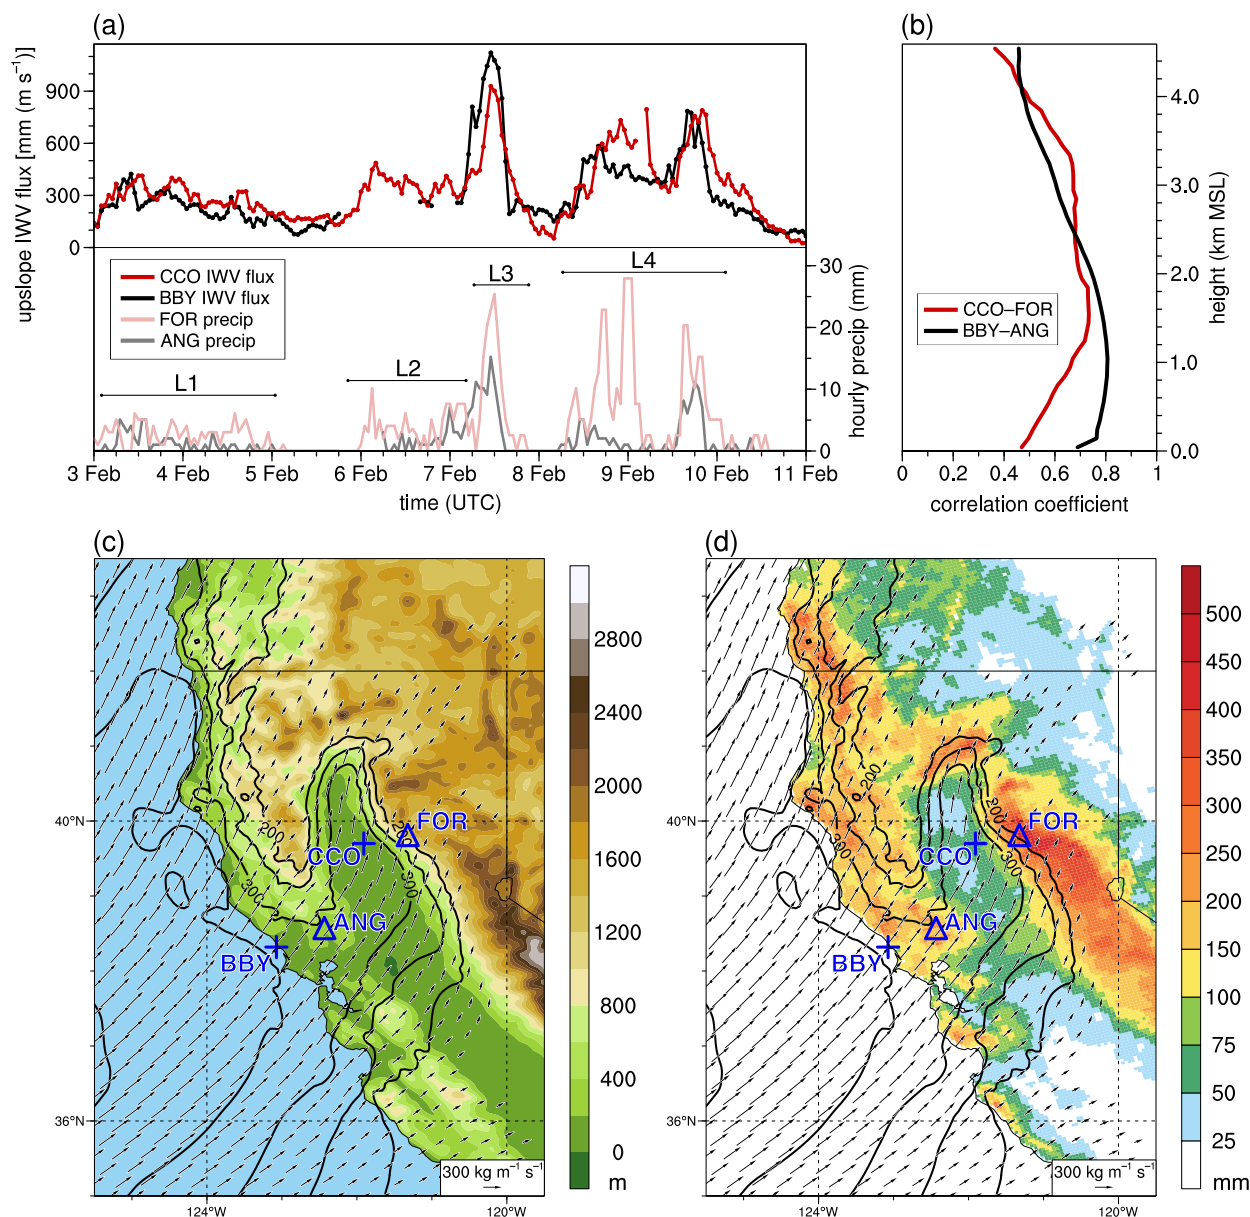 (a)
upslope IWV flux [mm (m s⁻¹)]
900
600
300
0
CCO IWV flux
BBY IWV flux
FOR precip
ANG precip
L1
L2
L3
L4
30
20
10
0
hourly precip (mm)
3 Feb 4 Feb 5 Feb 6 Feb 7 Feb 8 Feb 9 Feb 10 Feb 11 Feb
time (UTC)
(b)
CCO–FOR
BBY–ANG
4.0
3.0
2.0
1.0
0.0
height (km MSL)
0 0.2 0.4 0.6 0.8 1
correlation coefficient
(c)
40°N
36°N
124°W 120°W
FOR
CCO
ANG
BBY
200
300
300
300 kg m⁻¹ s⁻¹
2800
2400
2000
1600
1200
800
400
0
m
(d)
40°N
36°N
124°W 120°W
FOR
CCO
ANG
BBY
200
200
300
300
300 kg m⁻¹ s⁻¹
500
450
400
350
300
250
200
150
100
75
50
25
mm